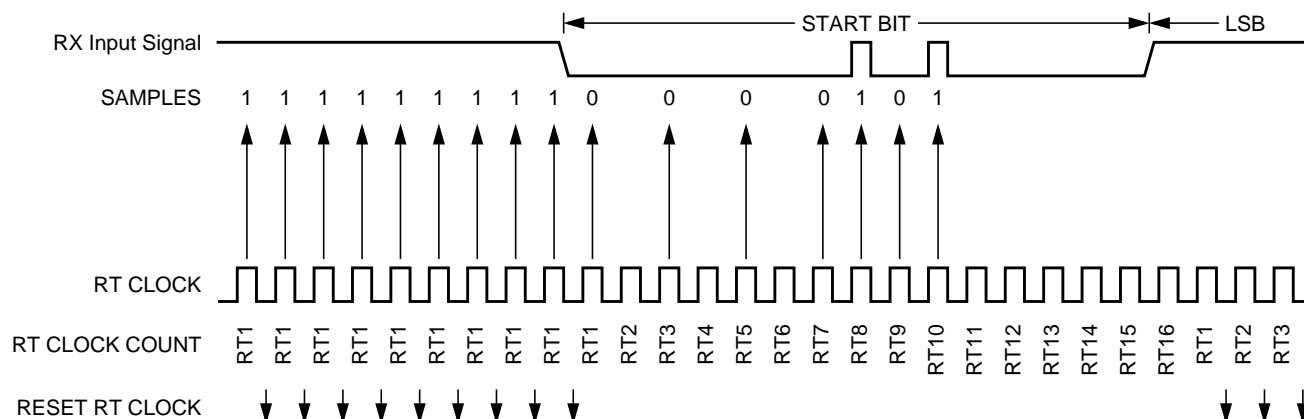 START BIT LSB
RX Input Signal
SAMPLES 1 1 1 1 1 1 1 1 1 0 0 0 0 1 0 1
RT CLOCK
RT CLOCK COUNT RT1 RT1 RT1 RT1 RT1 RT1 RT1 RT1 RT1 RT1 RT2 RT3 RT4 RT5 RT6 RT7 RT8 RT9 RT10 RT11 RT12 RT13 RT14 RT15 RT16 RT1 RT2 RT3
RESET RT CLOCK